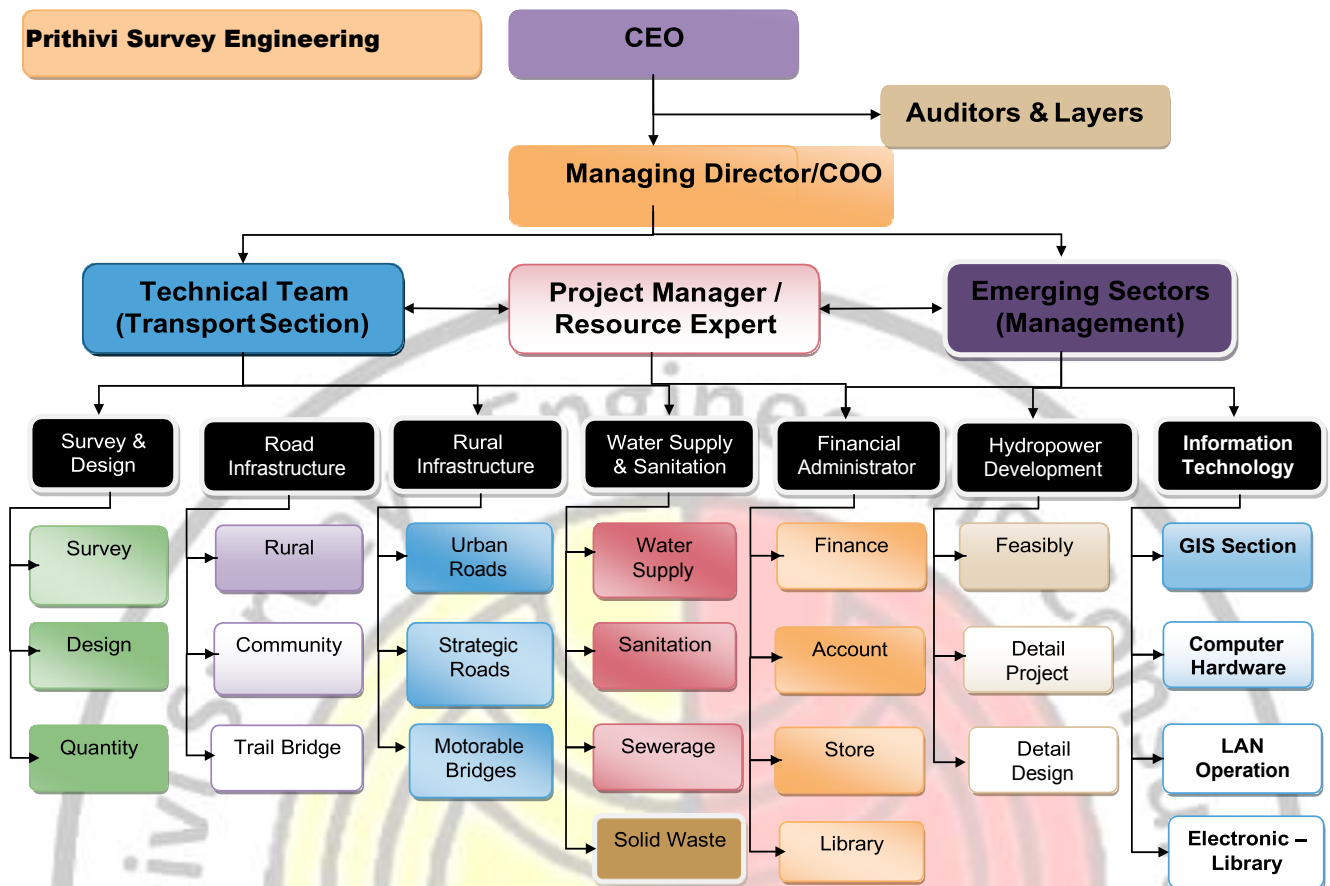 Prithivi Survey Engineering
CEO
Auditors & Layers
Managing Director/COO
Technical Team
(Transport Section)
Project Manager /
Resource Expert
Emerging Sectors
(Management)
Survey &
Design
Road
Infrastructure
Rural
Infrastructure
Water Supply
& Sanitation
Financial
Administrator
Hydropower
Development
Information
Technology
Survey
Rural
Urban
Roads
Water
Supply
Finance
Feasibly
GIS Section
Design
Community
Strategic
Roads
Sanitation
Account
Detail
Project
Computer
Hardware
Quantity
Trail Bridge
Motorable
Bridges
Sewerage
Store
Detail
Design
LAN
Operation
Solid Waste
Library
Electronic –
Library